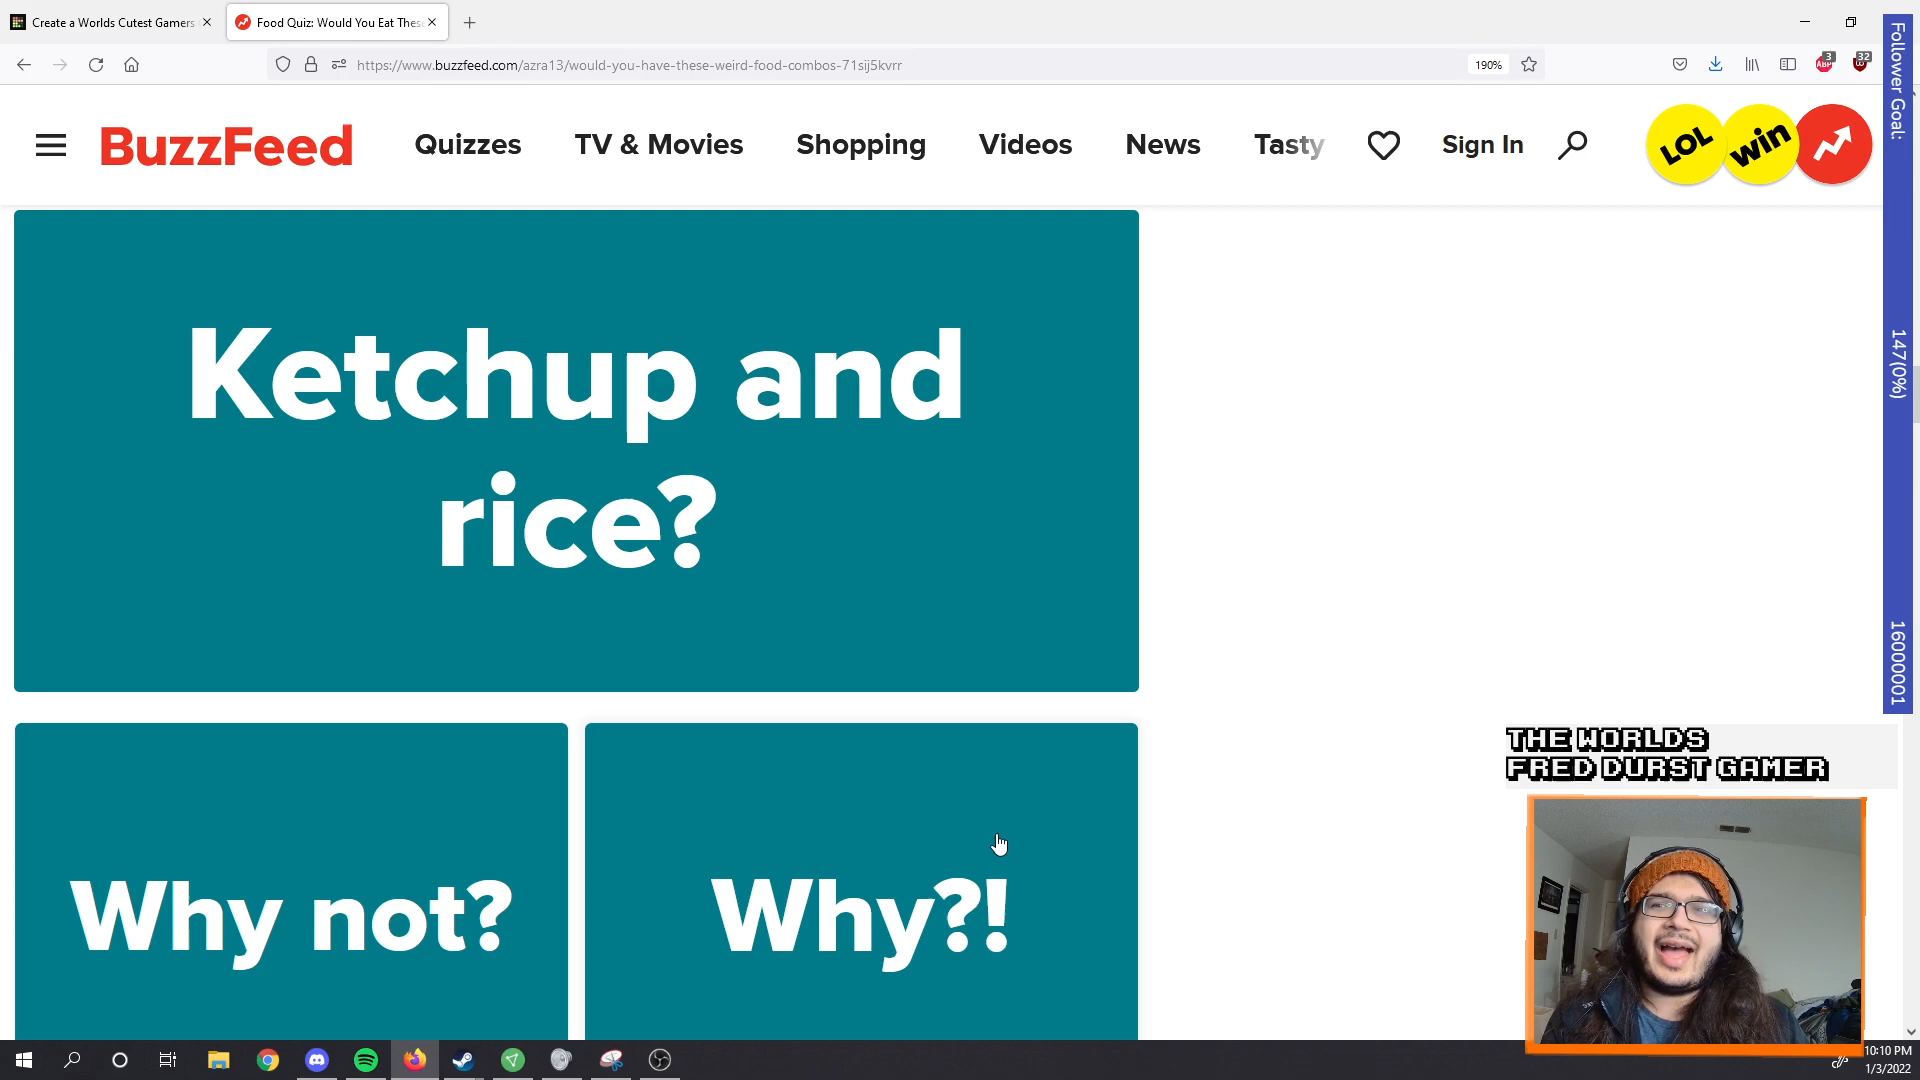 Create a Worlds Cutest Gamers
Food Quiz: Would You Eat Thes
https://www.buzzfeed.com/azra13/would-you-have-these-weird-food-combos-71sij5kvrr
190%
ABP
3
32
BuzzFeed
Quizzes
TV & Movies
Shopping
Videos
News
Tasty
Sign In
LOL
win
Follower Goal:
147(0%)
16000001
Ketchup and
rice?
Why not?
Why?!
THE WORLDS
FRED DURST GAMER
10:10 PM
1/3/2022